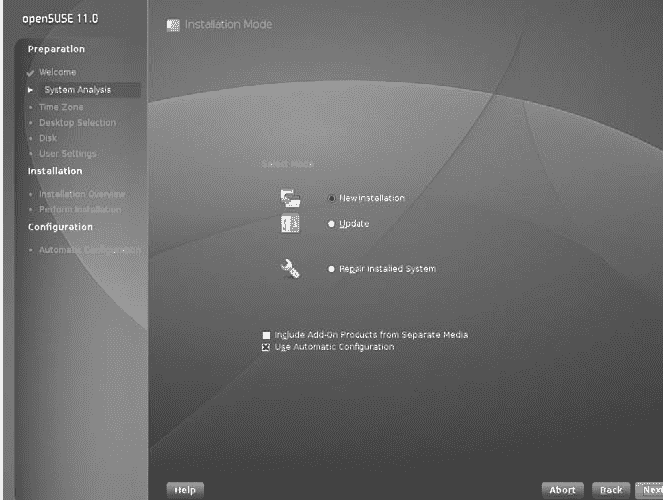 openSUSE 11.0
Preparation
Welcome
System Analysis
Time Zone
Desktop Selection
Disk
User Settings
Installation
Installation Overview
Perform Installation
Configuration
Automatic Configuration
Installation Mode
Select Mode
New Installation
Update
Repair Installed System
Include Add-On Products from Separate Media
Use Automatic Configuration
Help
Abort
Back
Next